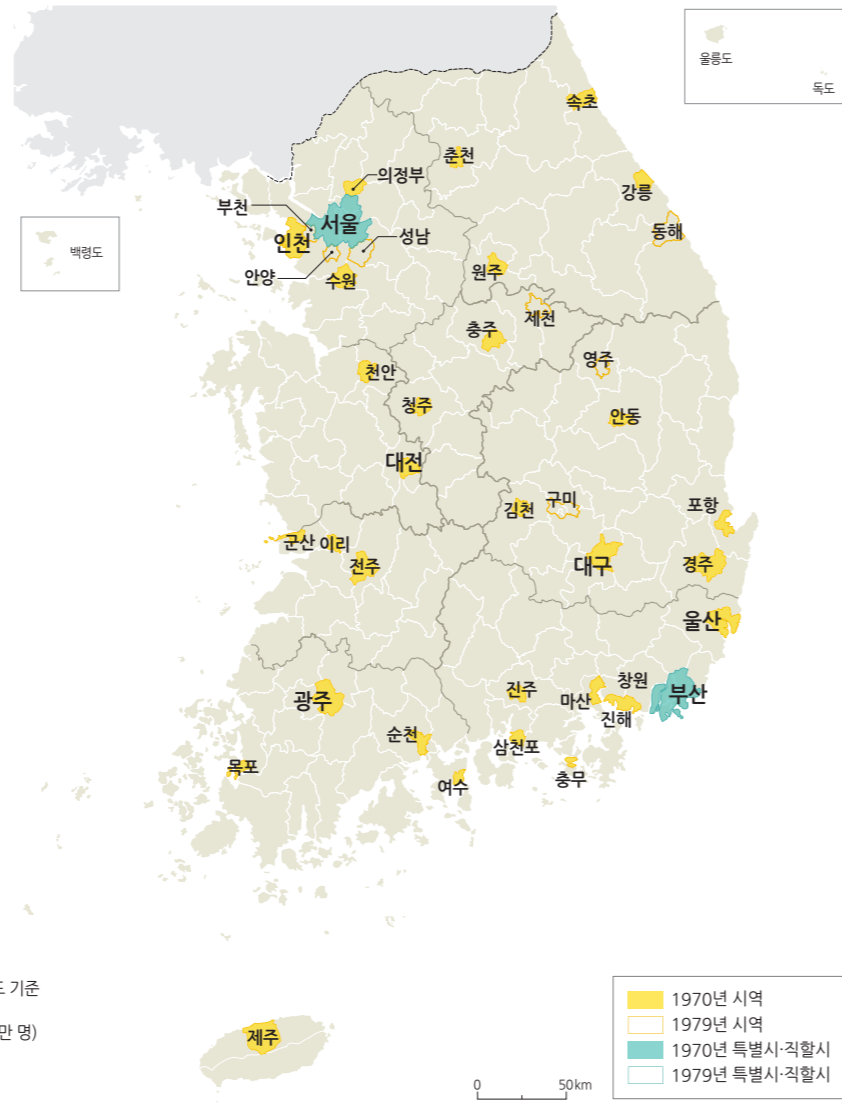 울릉도
독도
속초
춘천
의정부
강릉
부천
서울
동해
인천
성남
백령도
안양
수원
원주
제천
충주
영주
천안
청주
안동
대전
구미
김천
포항
군산 이리
전주
대구
경주
울산
진주
창원
마산
부산
광주
진해
순천
삼천포
목포
여수
충무
도 기준
만 명)
제주
1970년 시역
1979년 시역
1970년 특별시·직할시
1979년 특별시·직할시
0 50km